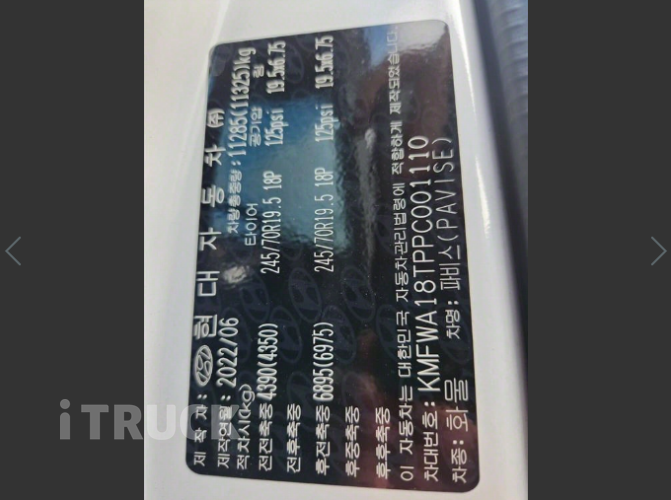 제 작 자: 현 대 자 동 차 ㈜
제작연월: 2022/06 차량총중량: 11285(11325)kg
적차시(kg) 타이어 공기압 림
전전축중 4390(4350) 245/70R19.5 18P 125psi 19.5x6.75
전후축중
후전축중 6895(6975) 245/70R19.5 18P 125psi 19.5x6.75
후중축중
후후축중
이 자동차는 대한민국 자동차관리법령에 적합하게 제작되었습니다.
차대번호: KMFWA18TPPC001110
차종: 화물 차명: 파비스(PAVISE)
iTRUCK